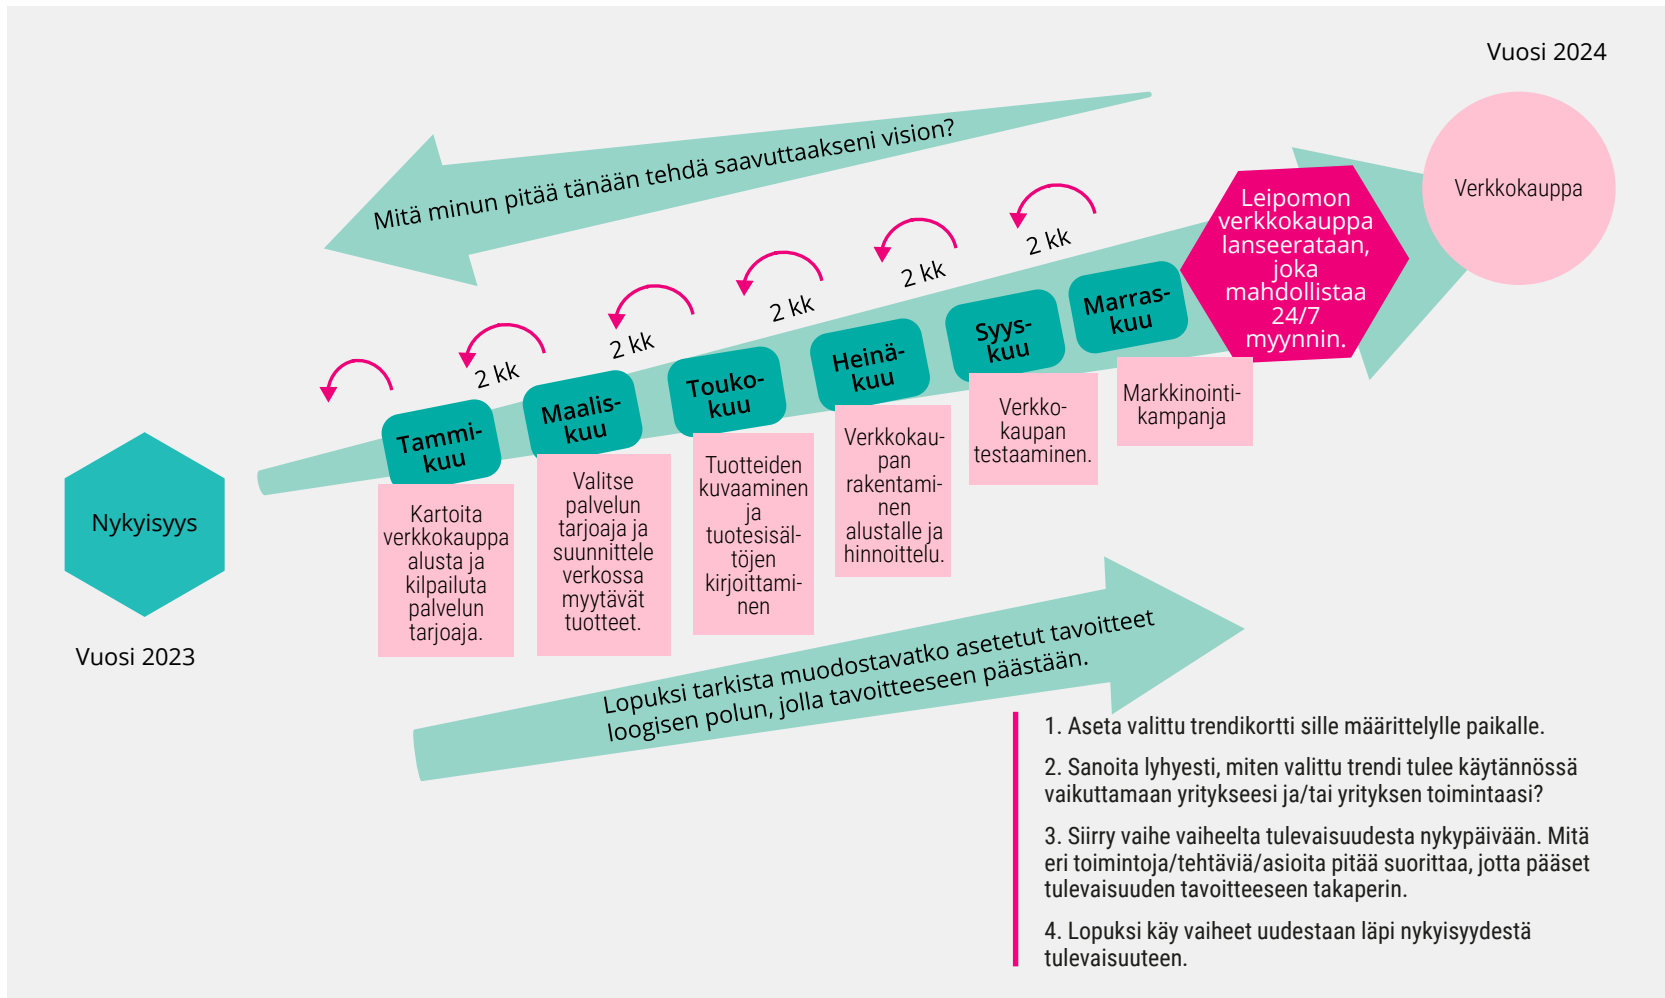 Vuosi 2024
Verkkokauppa
Mitä minun pitää tänään tehdä saavuttaakseni vision?
Leipomon
verkkokauppa
lanseerataan,
joka
mahdollistaa
24/7
myynnin.
2 kk
2 kk
2 kk
2 kk
2 kk
Nykyisyys
Vuosi 2023
Tammi-
kuu
Kartoita
verkkokauppa
alusta ja
kilpailuta
palvelun
tarjoaja.
Maalis-
kuu
Valitse
palvelun
tarjoaja ja
suunnittele
verkossa
myytävät
tuotteet.
Touko-
kuu
Tuotteiden
kuvaaminen
ja
tuotesisäl-
töjen
kirjoittami-
nen
Heinä-
kuu
Verkkokau-
pan
rakentami-
nen
alustalle ja
hinnoittelu.
Syys-
kuu
Verkko-
kaupan
testaaminen.
Marras-
kuu
Markkinointi-
kampanja
Lopuksi tarkista muodostavatko asetetut tavoitteet
loogisen polun, jolla tavoitteeseen päästään.
1. Aseta valittu trendikortti sille määrittelylle paikalle.
2. Sanoita lyhyesti, miten valittu trendi tulee käytännössä
vaikuttamaan yritykseesi ja/tai yrityksen toimintaasi?
3. Siirry vaihe vaiheelta tulevaisuudesta nykypäivään. Mitä
eri toimintoja/tehtäviä/asioita pitää suorittaa, jotta pääset
tulevaisuuden tavoitteeseen takaperin.
4. Lopuksi käy vaiheet uudestaan läpi nykyisyydestä
tulevaisuuteen.